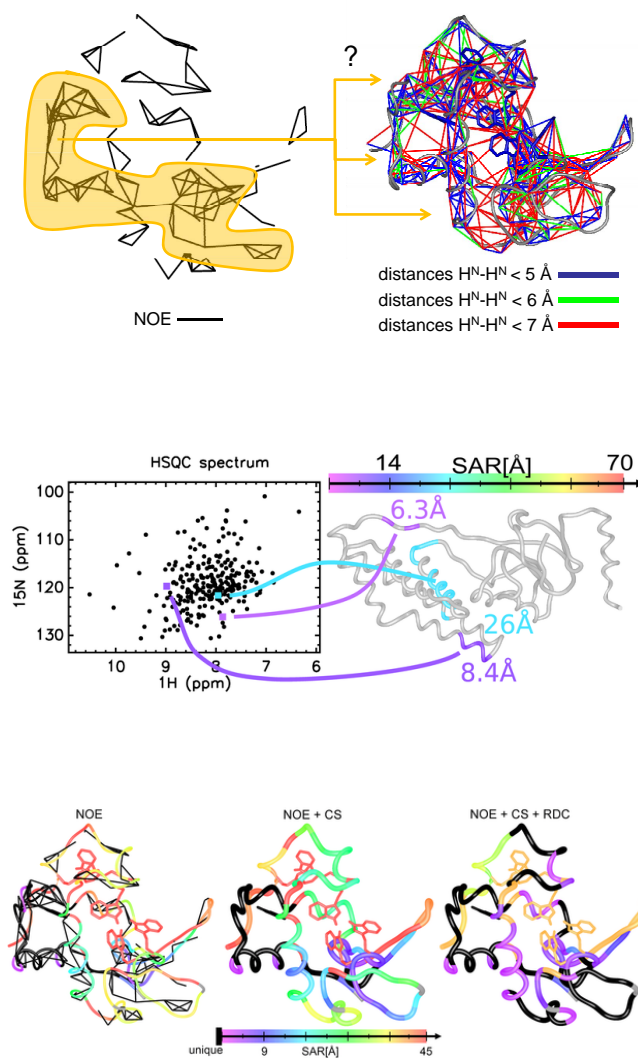 ?
distances Hᴺ-Hᴺ < 5 Å
distances Hᴺ-Hᴺ < 6 Å
distances Hᴺ-Hᴺ < 7 Å
NOE
HSQC spectrum
14 SAR[Å] 70
100
110
120
130
15N (ppm)
10 9 8 7 6
1H (ppm)
6.3Å
26Å
8.4Å
NOE
NOE + CS
NOE + CS + RDC
unique 9 SAR[Å] 45